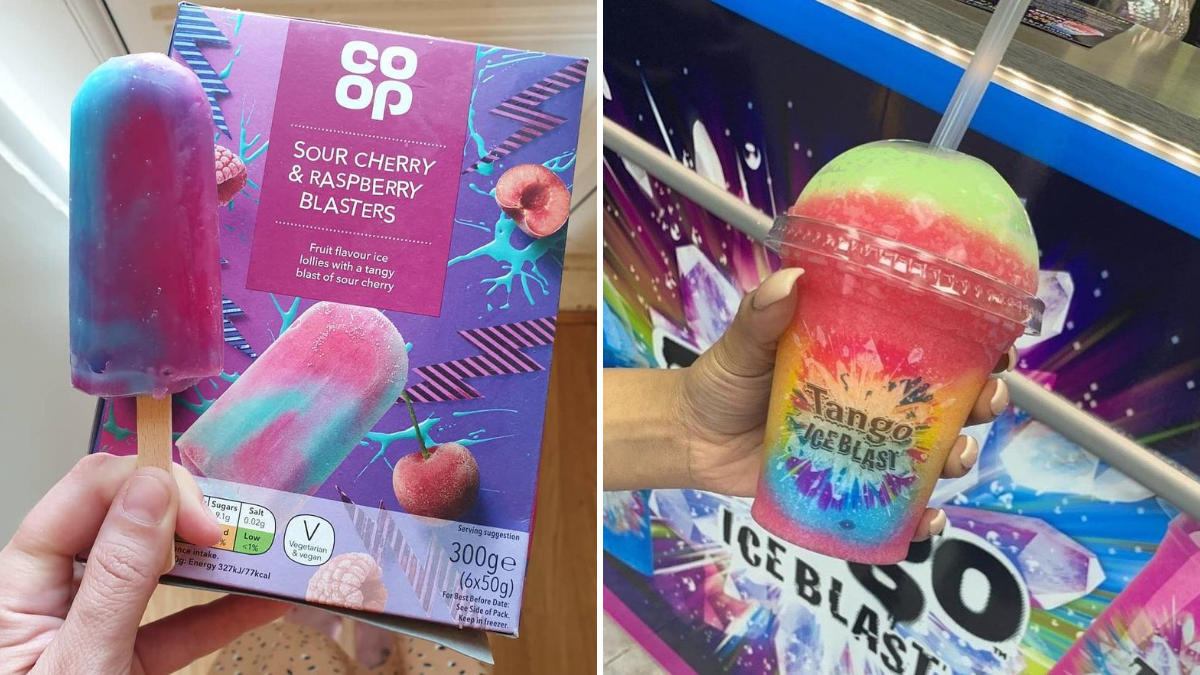 CO
OP
SOUR CHERRY
& RASPBERRY
BLASTERS
Fruit flavour ice
lollies with a tangy
blast of sour cherry
Sugars
9.1g
Salt
0.02g
Low
<1%
V
Vegetarian
& vegan
Energy 327kJ/77kcal
Serving suggestion
300g e
(6x50g)
For Best Before Date:
See Side of Pack.
Keep in freezer.
Tango
ICE BLAST
ICE BLAST
TM